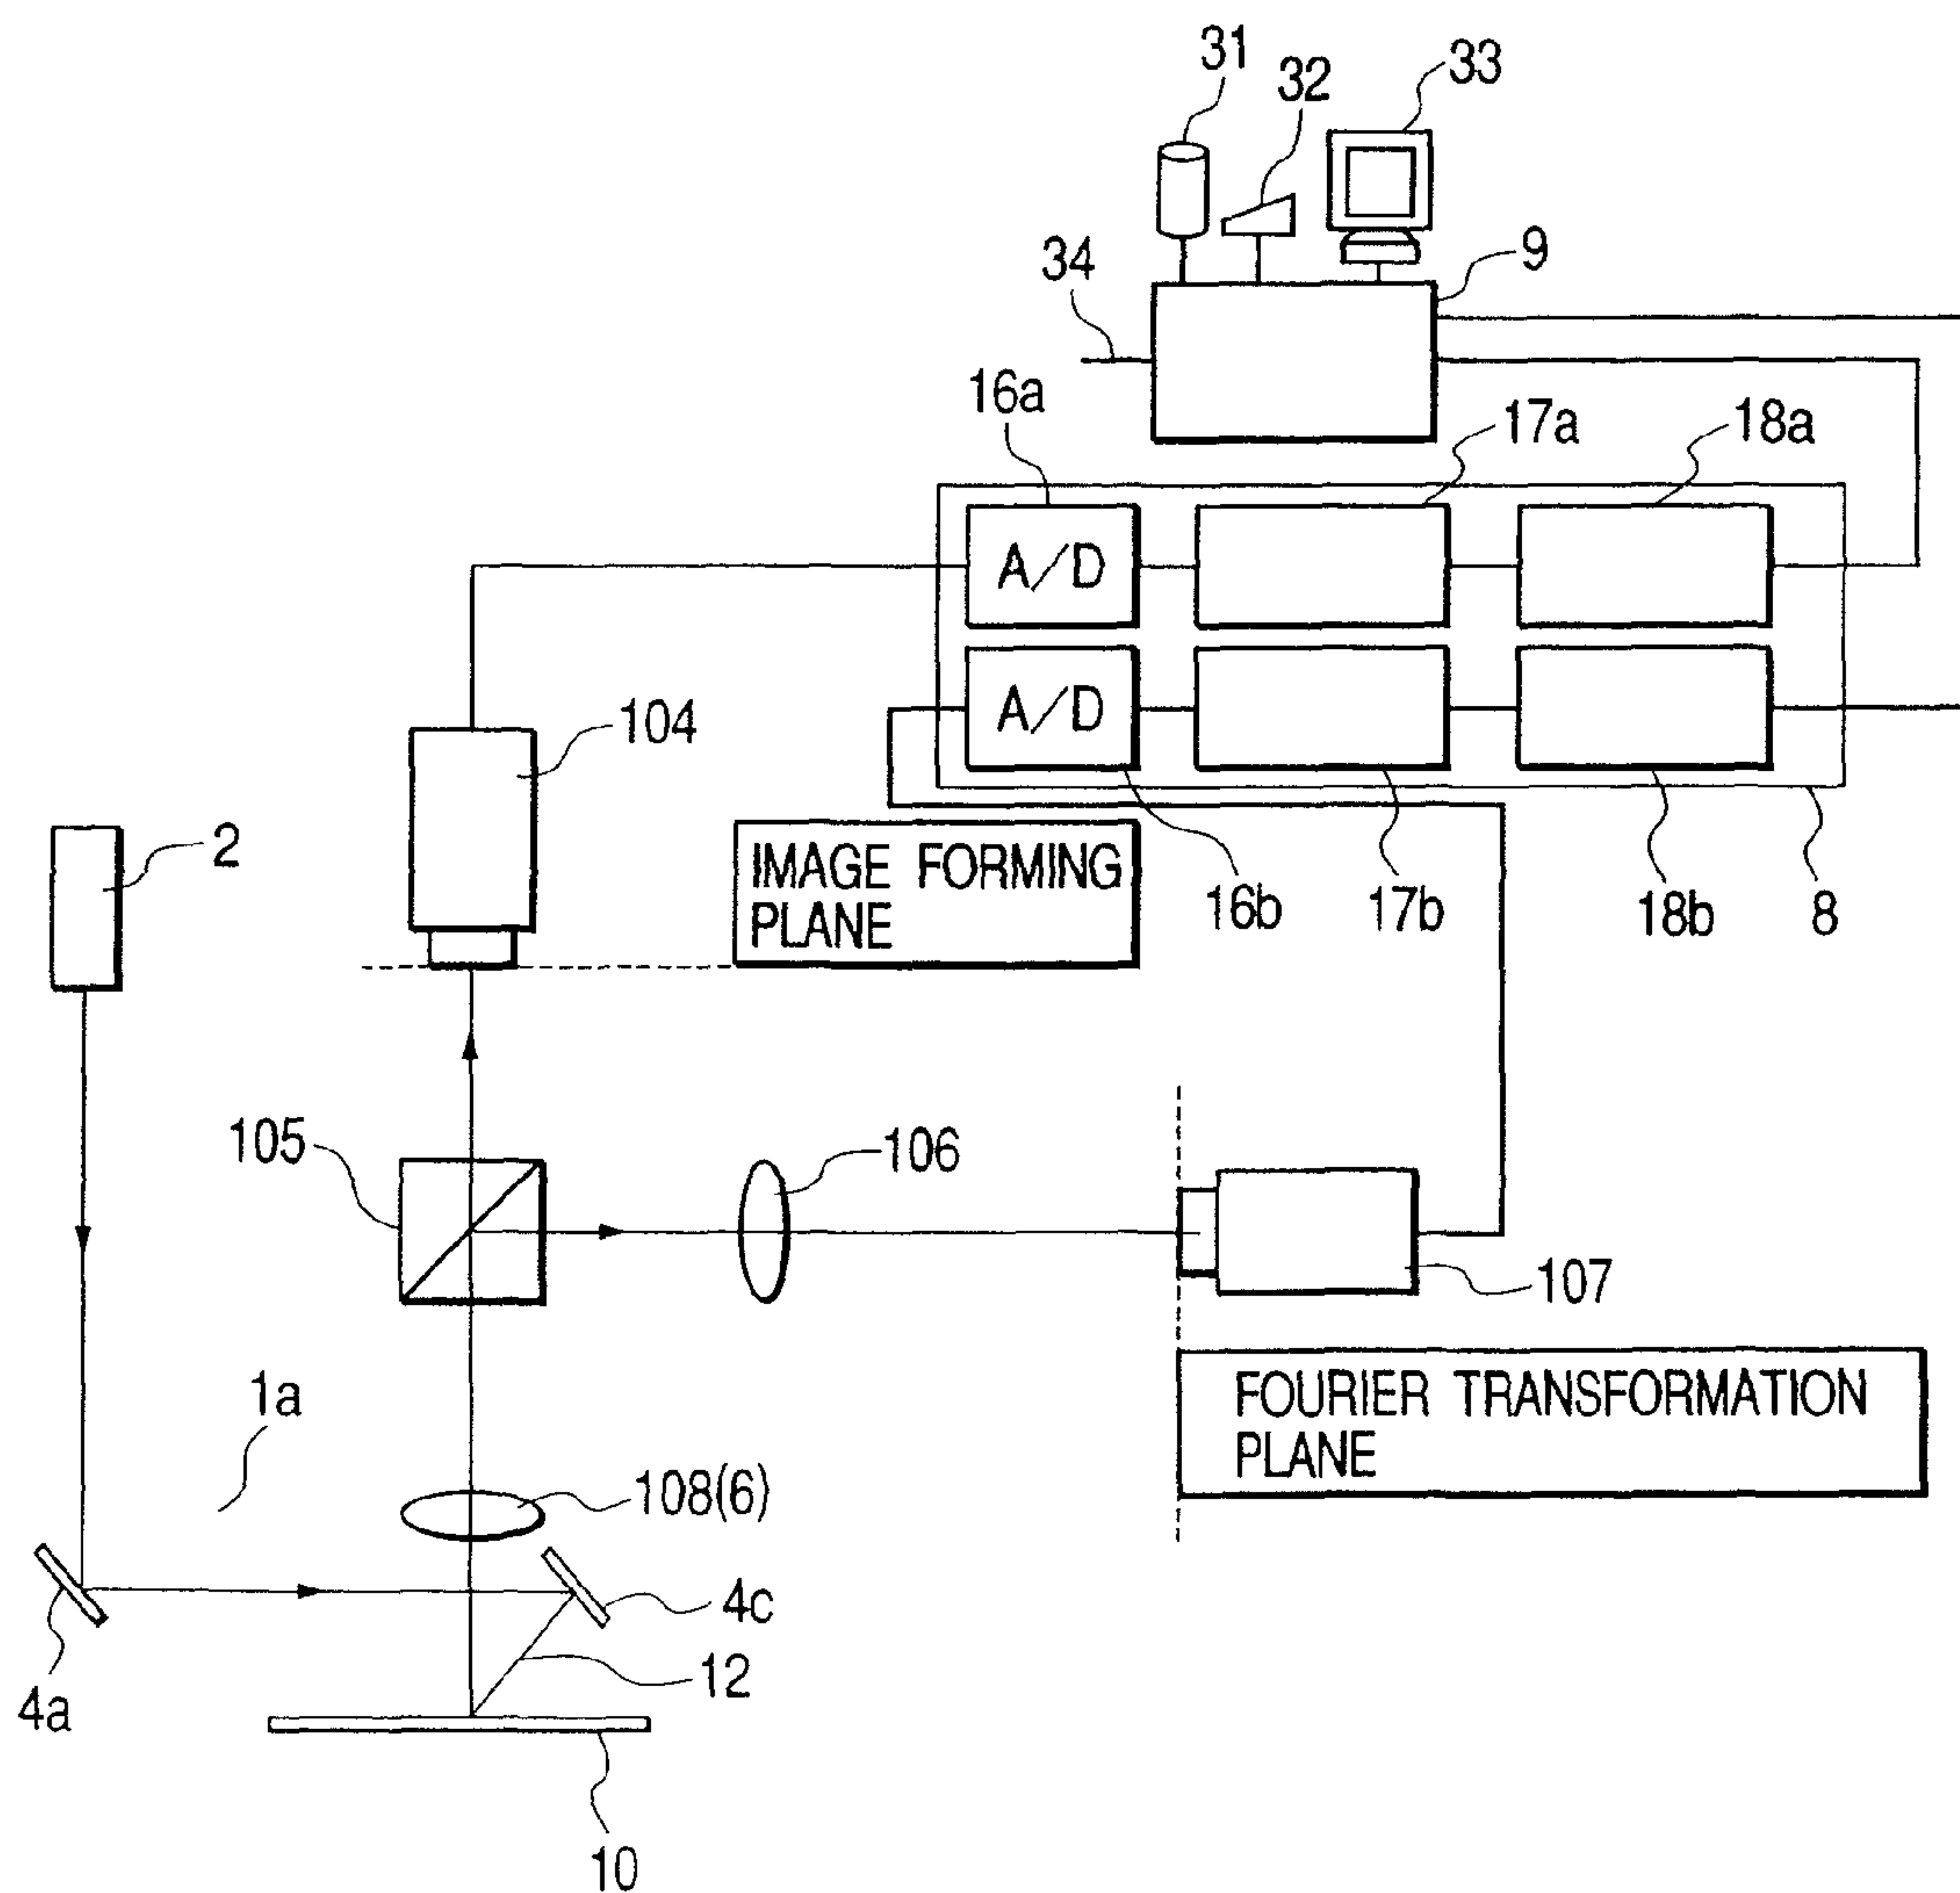 31
32
33
34
9
16a
17a
18a
A/D
A/D
104
2
IMAGE FORMING
PLANE
16b
17b
18b
8
105
106
107
1a
FOURIER TRANSFORMATION
PLANE
108(6)
4c
12
4a
10